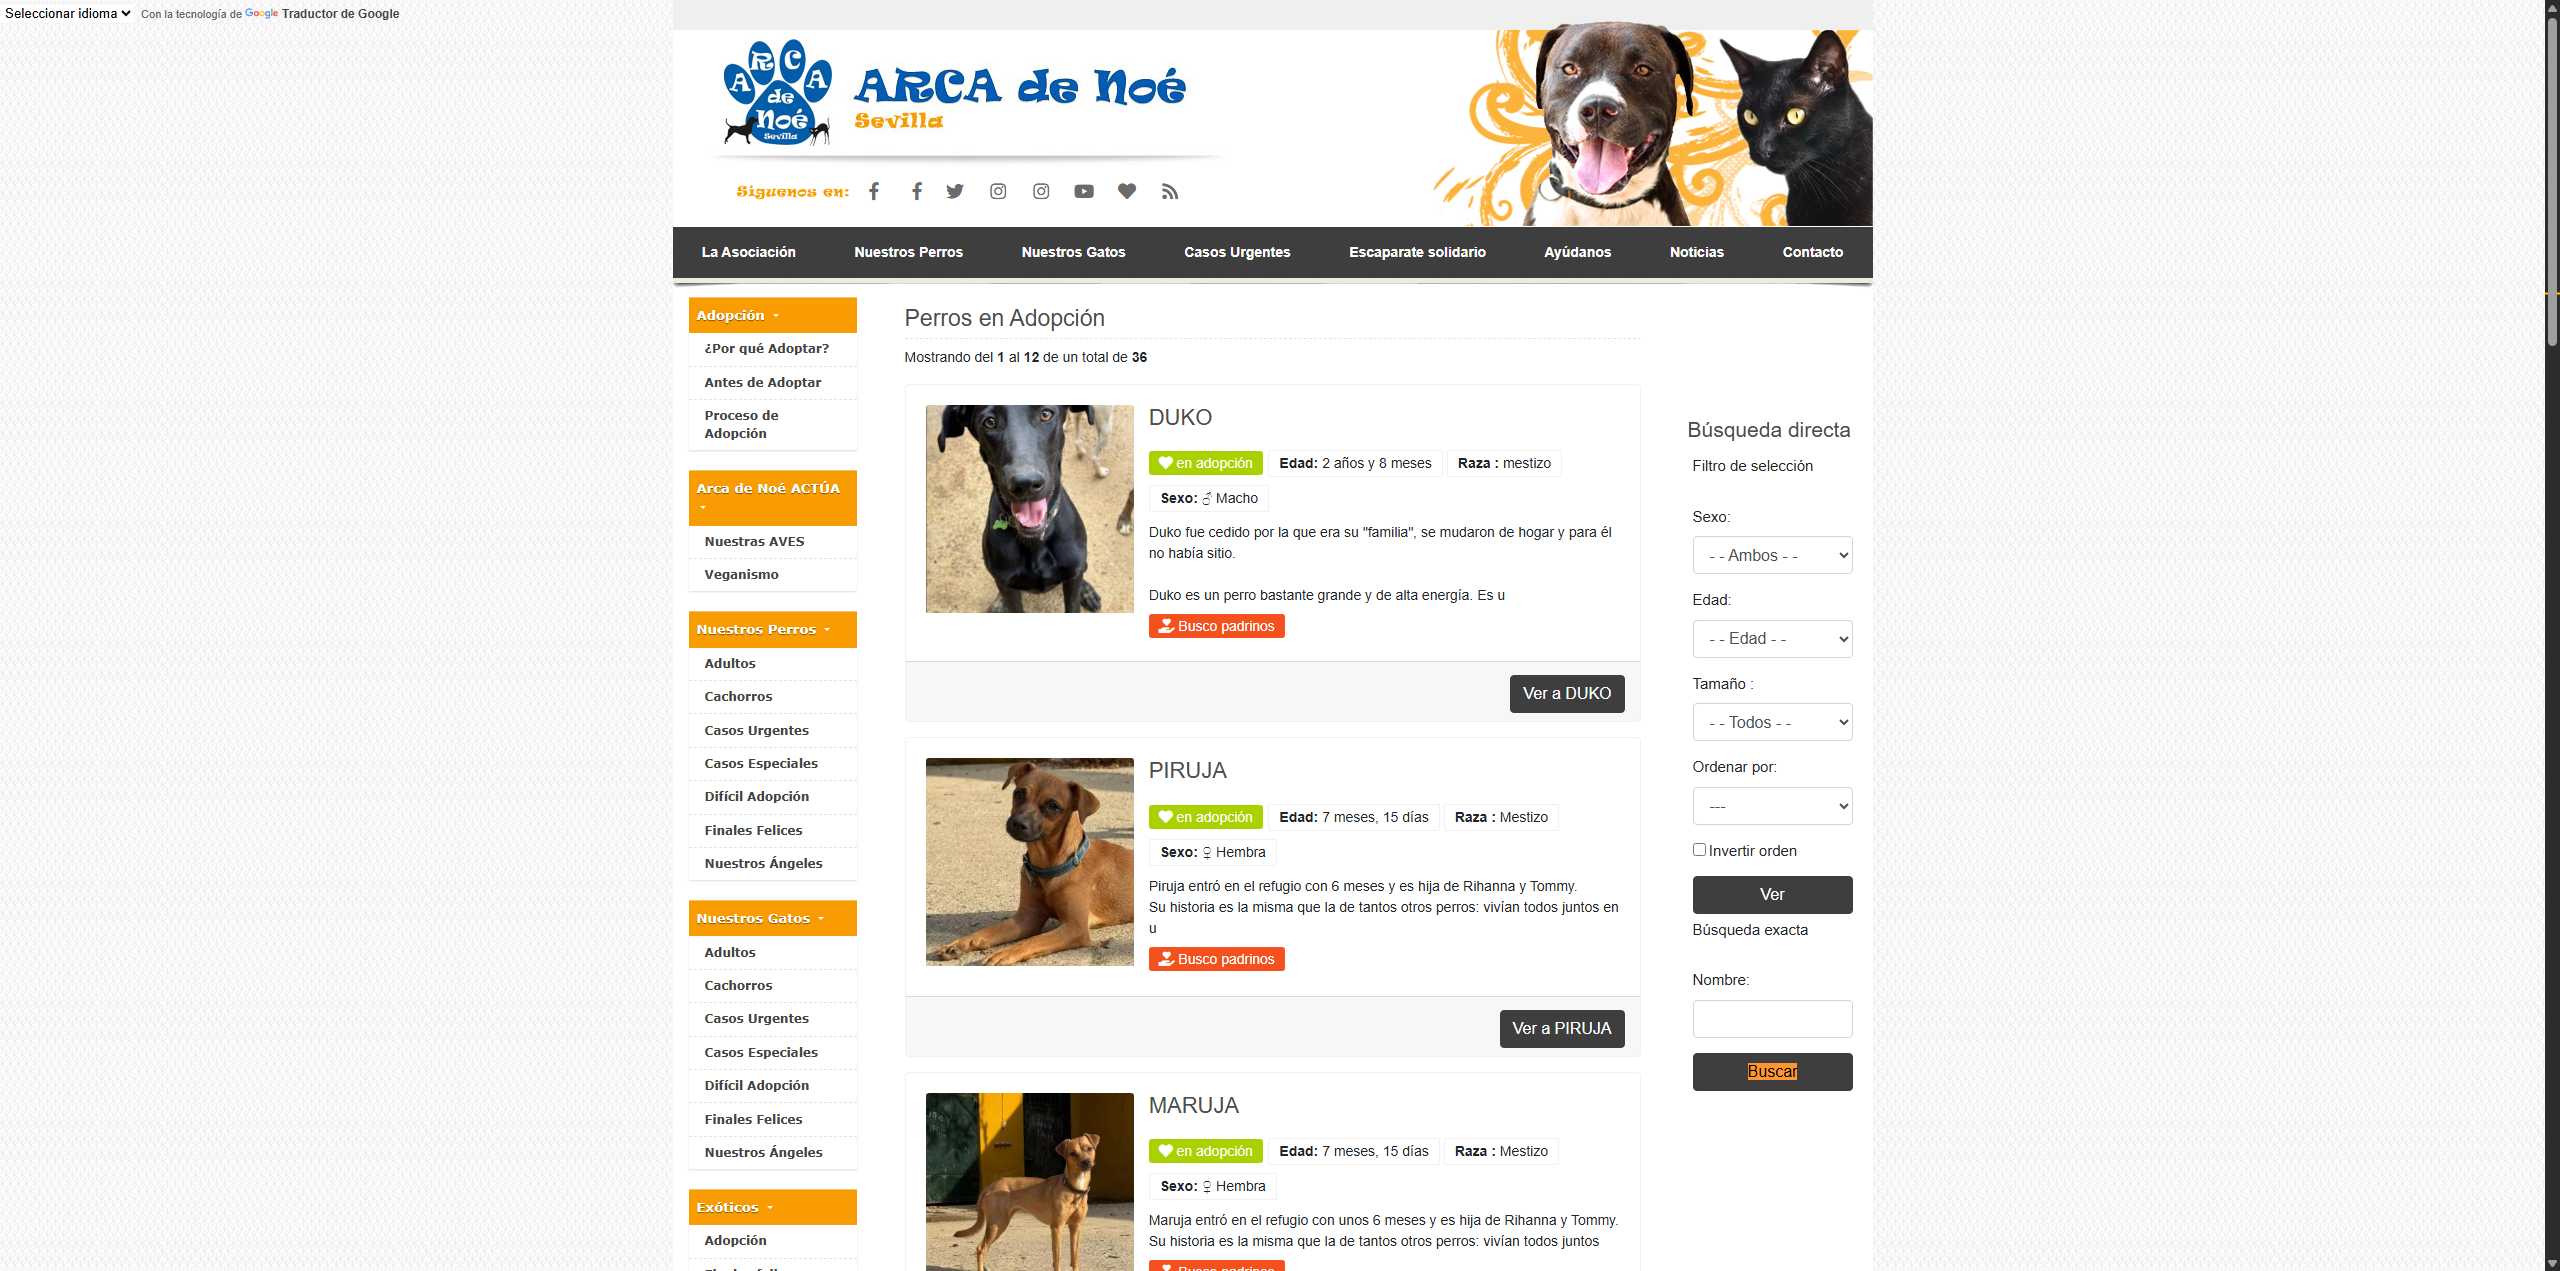 Seleccionar idioma
Con la tecnología de Google Traductor de Google
ARCA de Noé Sevilla
ARCA de Noé
Sevilla
Siguenos en:
La Asociación Nuestros Perros Nuestros Gatos Casos Urgentes Escaparate solidario Ayúdanos Noticias Contacto
Adopción
¿Por qué Adoptar?
Antes de Adoptar
Proceso de
Adopción
Arca de Noé ACTÚA
Nuestras AVES
Veganismo
Nuestros Perros
Adultos
Cachorros
Casos Urgentes
Casos Especiales
Difícil Adopción
Finales Felices
Nuestros Ángeles
Nuestros Gatos
Adultos
Cachorros
Casos Urgentes
Casos Especiales
Difícil Adopción
Finales Felices
Nuestros Ángeles
Exóticos
Adopción
Perros en Adopción
Mostrando del 1 al 12 de un total de 36
DUKO
en adopción Edad: 2 años y 8 meses Raza : mestizo
Sexo: ♂ Macho
Duko fue cedido por la que era su "familia", se mudaron de hogar y para él
no había sitio.
Duko es un perro bastante grande y de alta energía. Es u
Busco padrinos
Ver a DUKO
PIRUJA
en adopción Edad: 7 meses, 15 días Raza : Mestizo
Sexo: ♀ Hembra
Piruja entró en el refugio con 6 meses y es hija de Rihanna y Tommy.
Su historia es la misma que la de tantos otros perros: vivían todos juntos en
u
Busco padrinos
Ver a PIRUJA
MARUJA
en adopción Edad: 7 meses, 15 días Raza : Mestizo
Sexo: ♀ Hembra
Maruja entró en el refugio con unos 6 meses y es hija de Rihanna y Tommy.
Su historia es la misma que la de tantos otros perros: vivían todos juntos
Busco padrinos
Búsqueda directa
Filtro de selección
Sexo:
- - Ambos - -
Edad:
- - Edad - -
Tamaño :
- - Todos - -
Ordenar por:
---
Invertir orden
Ver
Búsqueda exacta
Nombre:
Buscar